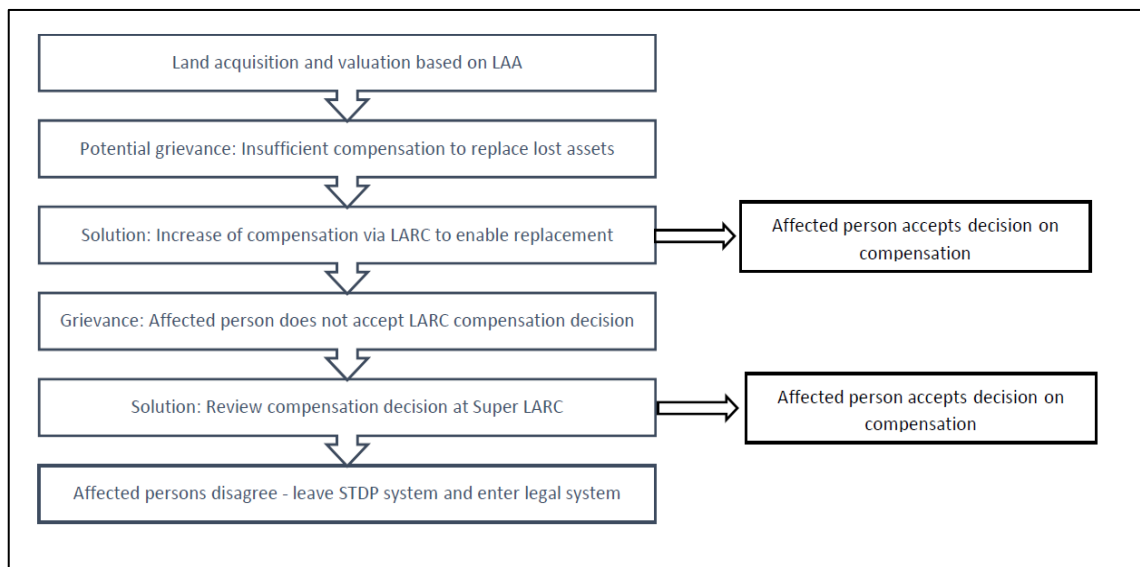 Land acquisition and valuation based on LAA
Potential grievance: Insufficient compensation to replace lost assets
Solution: Increase of compensation via LARC to enable replacement
Affected person accepts decision on
compensation
Grievance: Affected person does not accept LARC compensation decision
Solution: Review compensation decision at Super LARC
Affected person accepts decision on
compensation
Affected persons disagree - leave STDP system and enter legal system